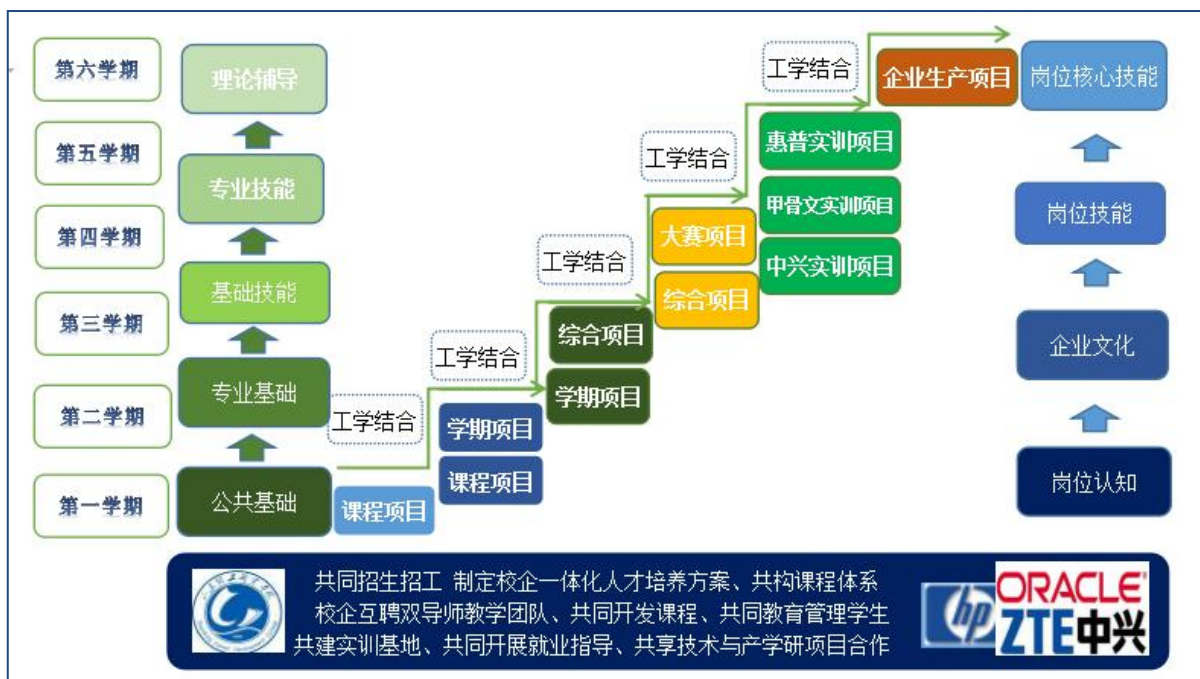 第六学期
理论辅导
工学结合
企业生产项目
岗位核心技能
第五学期
专业技能
工学结合
惠普实训项目
第四学期
大赛项目
甲骨文实训项目
岗位技能
基础技能
工学结合
综合项目
中兴实训项目
第三学期
工学结合
综合项目
企业文化
第二学期
专业基础
工学结合
学期项目
学期项目
第一学期
公共基础
课程项目
课程项目
岗位认知
共同招生招工 制定校企一体化人才培养方案、共构课程体系
校企互聘双导师教学团队、共同开发课程、共同教育管理学生
共建实训基地、共同开展就业指导、共享技术与产学研项目合作
hp
ORACLE
ZTE中兴